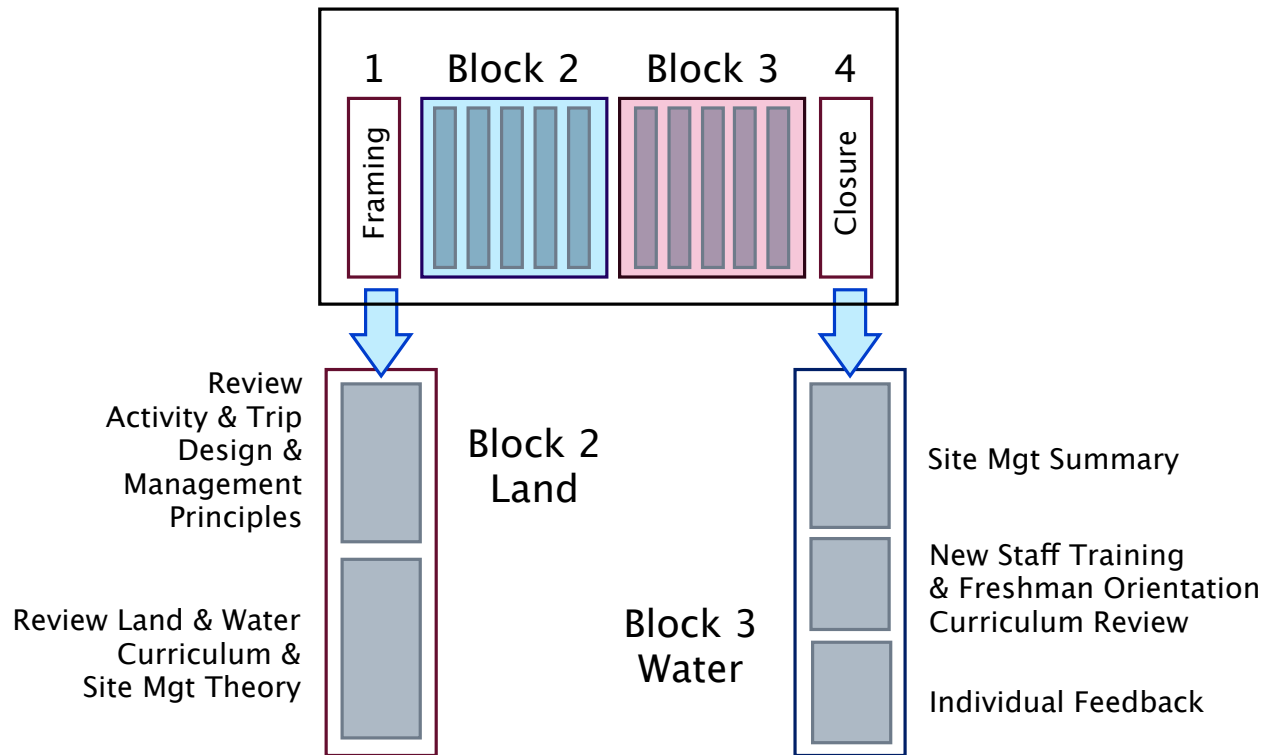 1
Block 2
Block 3
4
Framing
Closure
Review
Activity & Trip
Design &
Management
Principles
Review Land & Water
Curriculum &
Site Mgt Theory
Block 2
Land
Block 3
Water
Site Mgt Summary
New Staff Training
& Freshman Orientation
Curriculum Review
Individual Feedback